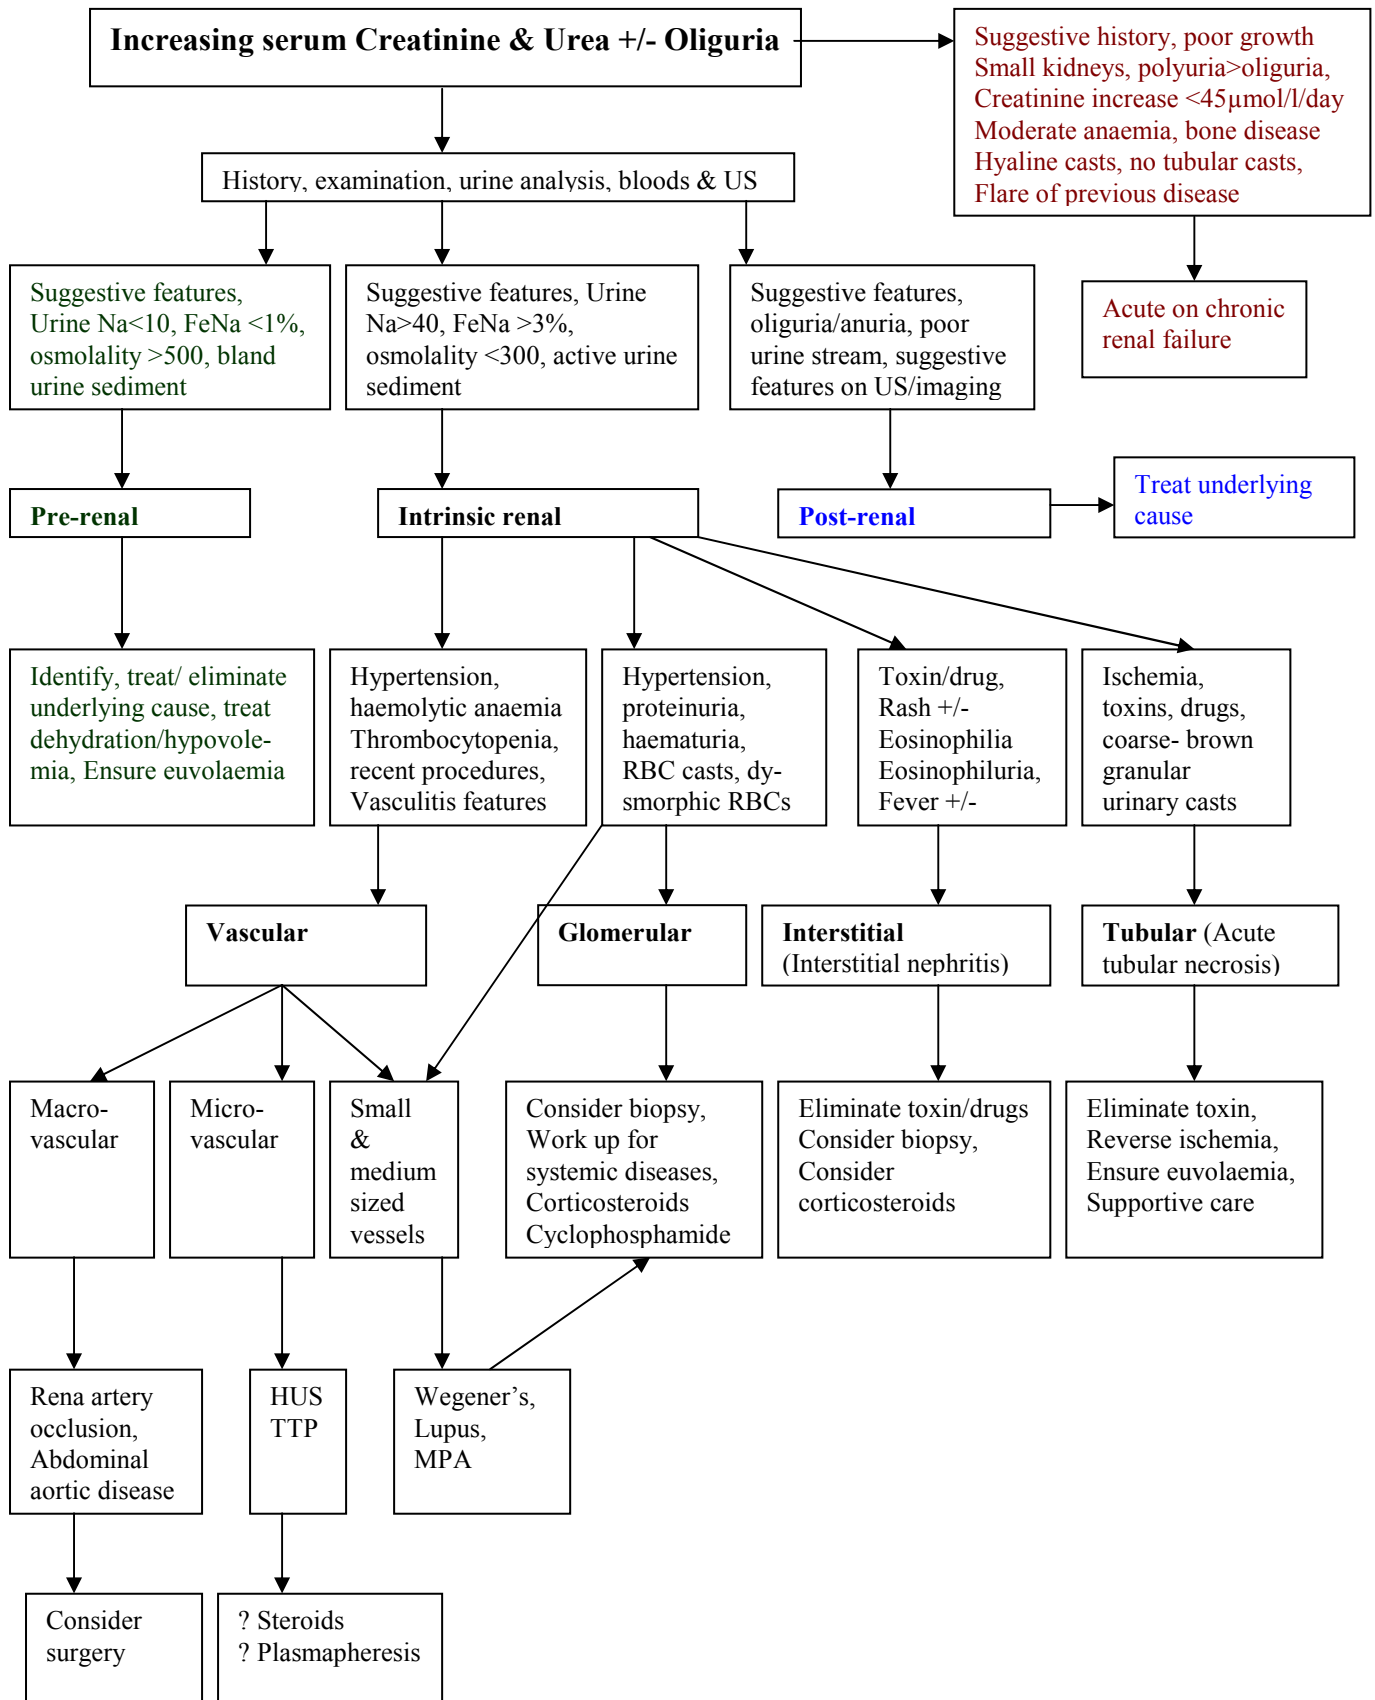 Increasing serum Creatinine & Urea +/- Oliguria
Suggestive history, poor growth
Small kidneys, polyuria>oliguria,
Creatinine increase <45µmol/l/day
Moderate anaemia, bone disease
Hyaline casts, no tubular casts,
Flare of previous disease
History, examination, urine analysis, bloods & US
Suggestive features,
Urine Na<10, FeNa <1%,
osmolality >500, bland
urine sediment
Suggestive features, Urine
Na>40, FeNa >3%,
osmolality <300, active urine
sediment
Suggestive features,
oliguria/anuria, poor
urine stream, suggestive
features on US/imaging
Acute on chronic
renal failure
Pre-renal
Intrinsic renal
Post-renal
Treat underlying
cause
Identify, treat/ eliminate
underlying cause, treat
dehydration/hypovole-
mia, Ensure euvolaemia
Hypertension,
haemolytic anaemia
Thrombocytopenia,
recent procedures,
Vasculitis features
Hypertension,
proteinuria,
haematuria,
RBC casts, dy-
smorphic RBCs
Toxin/drug,
Rash +/-
Eosinophilia
Eosinophiluria,
Fever +/-
Ischemia,
toxins, drugs,
coarse- brown
granular
urinary casts
Vascular
Glomerular
Interstitial
(Interstitial nephritis)
Tubular (Acute
tubular necrosis)
Macro-
vascular
Micro-
vascular
Small
&
medium
sized
vessels
Consider biopsy,
Work up for
systemic diseases,
Corticosteroids
Cyclophosphamide
Eliminate toxin/drugs
Consider biopsy,
Consider
corticosteroids
Eliminate toxin,
Reverse ischemia,
Ensure euvolaemia,
Supportive care
Rena artery
occlusion,
Abdominal
aortic disease
HUS
TTP
Wegener’s,
Lupus,
MPA
Consider
surgery
? Steroids
? Plasmapheresis